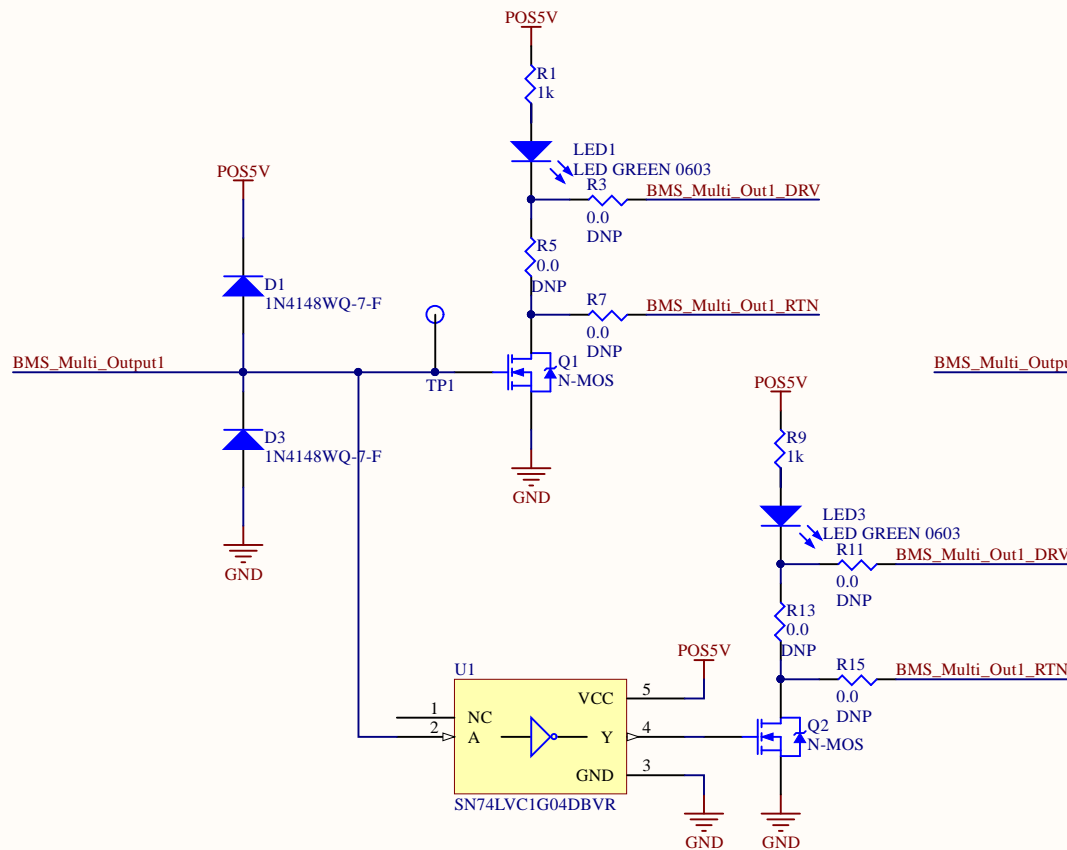 POS5V
R1
1k
LED1
LED GREEN 0603
POS5V
R3
BMS_Multi_Out1_DRV
0.0
DNP
R5
0.0
DNP
D1
1N4148WQ-7-F
R7
BMS_Multi_Out1_RTN
0.0
DNP
BMS_Multi_Output1
TP1
Q1
N-MOS
BMS_Multi_Outpu
POS5V
D3
1N4148WQ-7-F
R9
1k
GND
LED3
LED GREEN 0603
R11
BMS_Multi_Out1_DRV
0.0
DNP
GND
R13
0.0
DNP
POS5V
R15
BMS_Multi_Out1_RTN
0.0
DNP
U1
VCC 5
1 NC
2 A
Y 4
GND 3
SN74LVC1G04DBVR
Q2
N-MOS
GND
GND